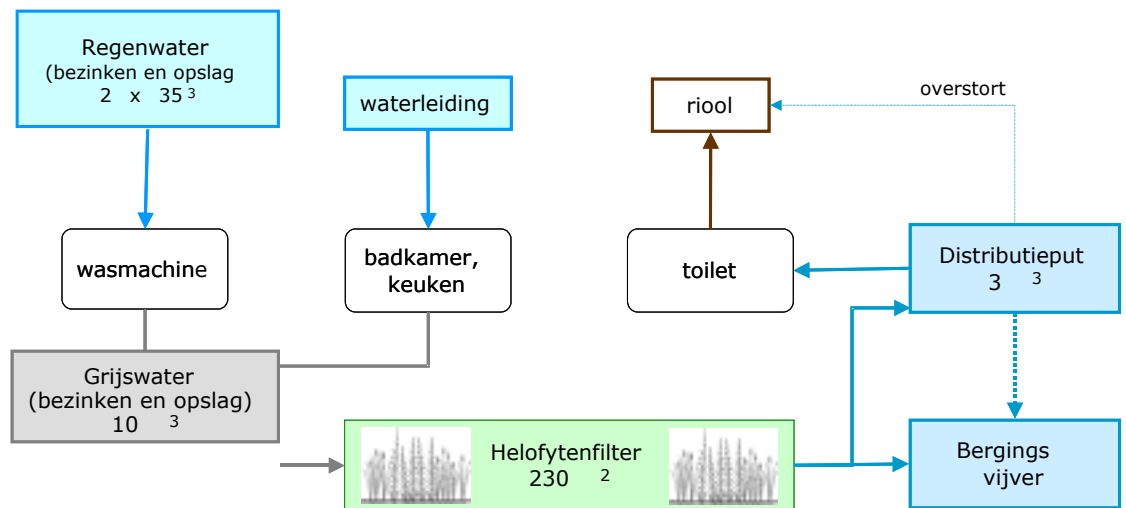 Regenwater
(bezinken en opslag
2 x 35 3
waterleiding
riool
overstort
wasmachine
badkamer,
keuken
toilet
Distributieput
3 3
Grijswater
(bezinken en opslag)
10 3
Helofytenfilter
230 2
Bergings
vijver